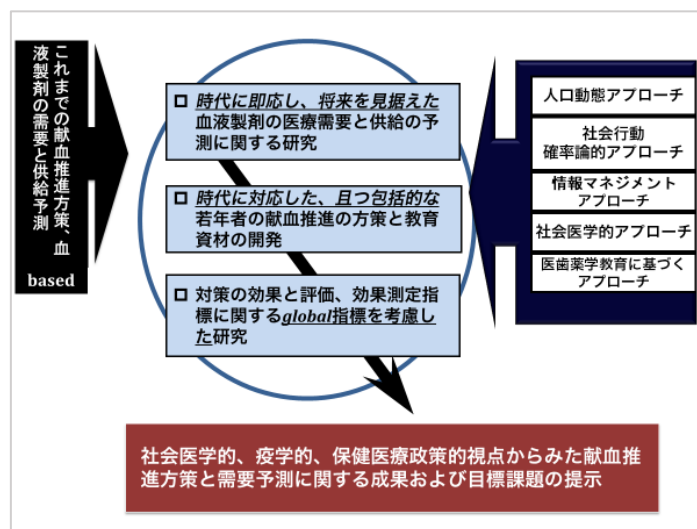 これまでの献血推進方策、血
液製剤の需要と供給予測
based
時代に即応し、将来を見据えた
血液製剤の医療需要と供給の予
測に関する研究
時代に対応した、且つ包括的な
若年者の献血推進の方策と教育
資材の開発
対策の効果と評価、効果測定指
標に関するglobal指標を考慮し
た研究
人口動態アプローチ
社会行動
確率論的アプローチ
情報マネジメント
アプローチ
社会医学的アプローチ
医歯薬学教育に基づく
アプローチ
社会医学的、疫学的、保健医療政策的視点からみた献血推
進方策と需要予測に関する成果および目標課題の提示